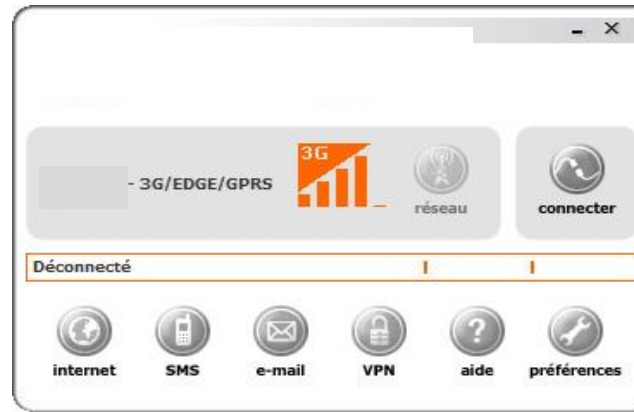 3G
- 3G/EDGE/GPRS
réseau
connecter
Déconnecté
internet SMS e-mail VPN aide préférences